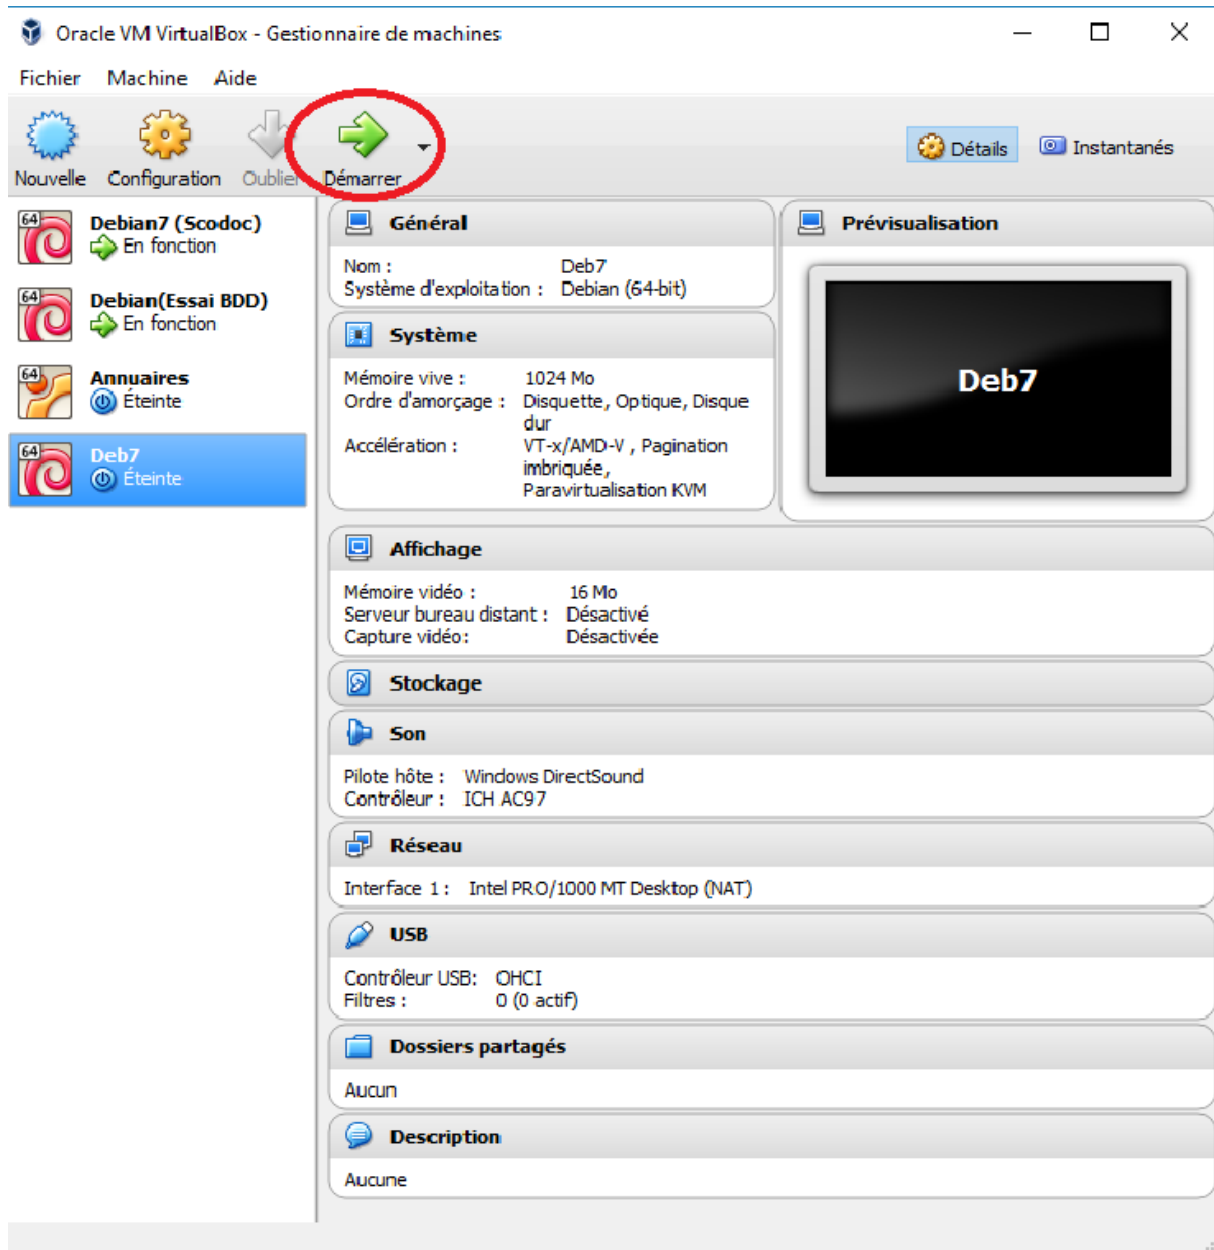 Oracle VM VirtualBox - Gestionnaire de machines
Fichier Machine Aide
Nouvelle Configuration Oublier Démarrer
Détails Instantanés
64
Debian7 (Scodoc)
En fonction
64
Debian(Essai BDD)
En fonction
64
Annuaires
Éteinte
64
Deb7
Éteinte
Général
Nom : Deb7
Système d'exploitation : Debian (64-bit)
Système
Mémoire vive : 1024 Mo
Ordre d'amorçage : Disquette, Optique, Disque
dur
Accélération : VT-x/AMD-V , Pagination
imbriquée,
Paravirtualisation KVM
Prévisualisation
Deb7
Affichage
Mémoire vidéo : 16 Mo
Serveur bureau distant : Désactivé
Capture vidéo: Désactivée
Stockage
Son
Pilote hôte : Windows DirectSound
Contrôleur : ICH AC97
Réseau
Interface 1: Intel PRO/1000 MT Desktop (NAT)
USB
Contrôleur USB: OHCI
Filtres : 0 (0 actif)
Dossiers partagés
Aucun
Description
Aucune